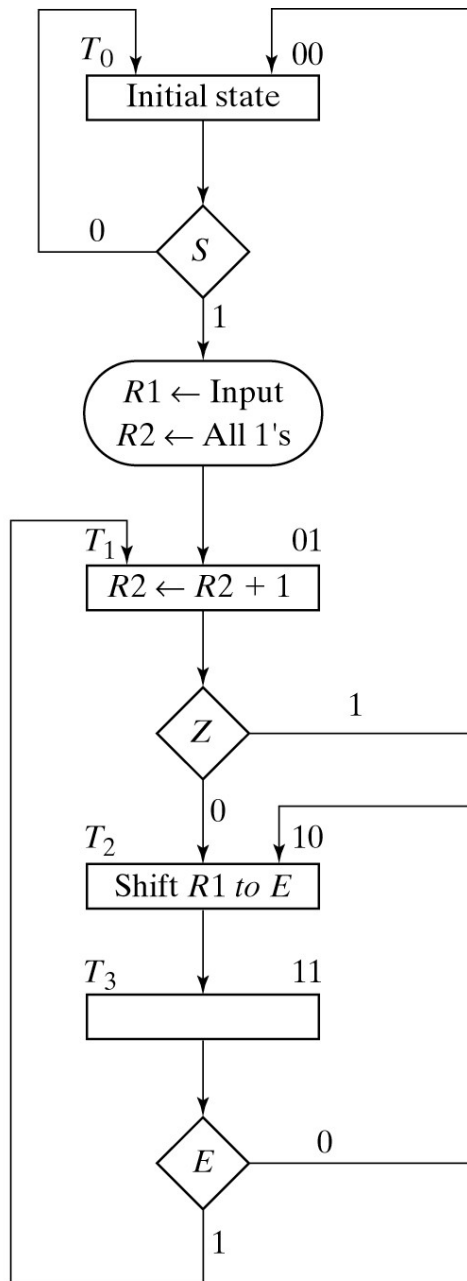 T₀ 00
Initial state
0
S
1
R1 ← Input
R2 ← All 1's
T₁ 01
R2 ← R2 + 1
1
Z
0
T₂ 10
Shift R1 to E
T₃ 11
0
E
1